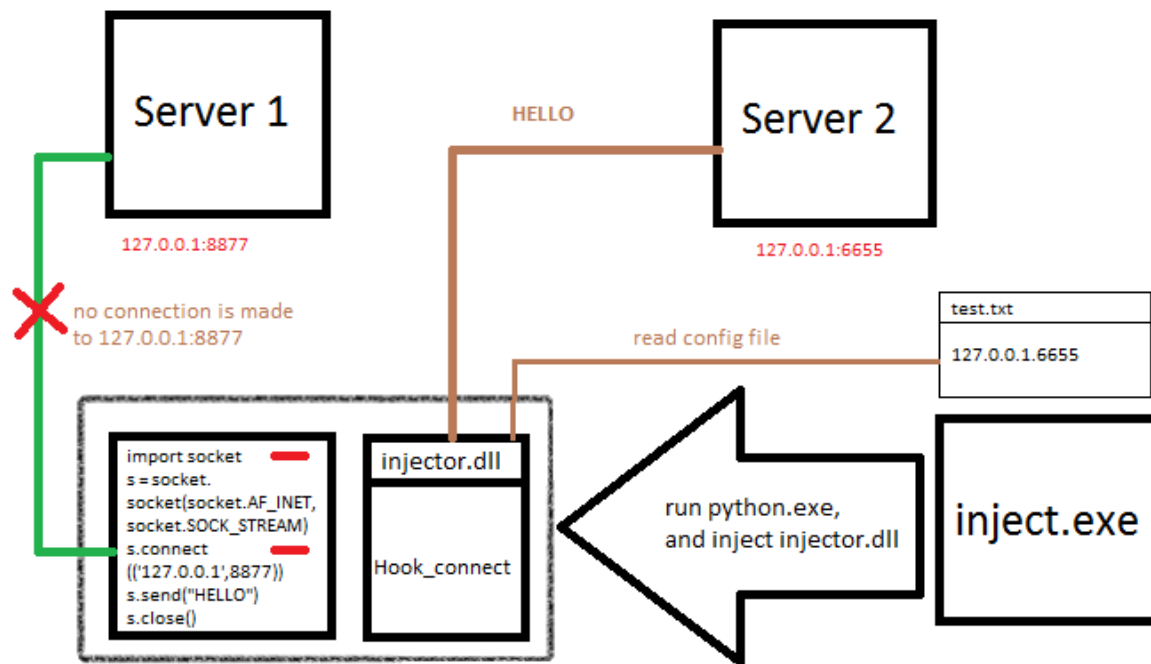 Server 1
127.0.0.1:8877
HELLO
Server 2
127.0.0.1:6655
no connection is made
to 127.0.0.1:8877
read config file
test.txt
127.0.0.1.6655
import socket
s = socket.
socket(socket.AF_INET,
socket.SOCK_STREAM)
s.connect
(('127.0.0.1',8877))
s.send("HELLO")
s.close()
injector.dll
Hook_connect
run python.exe,
and inject injector.dll
inject.exe